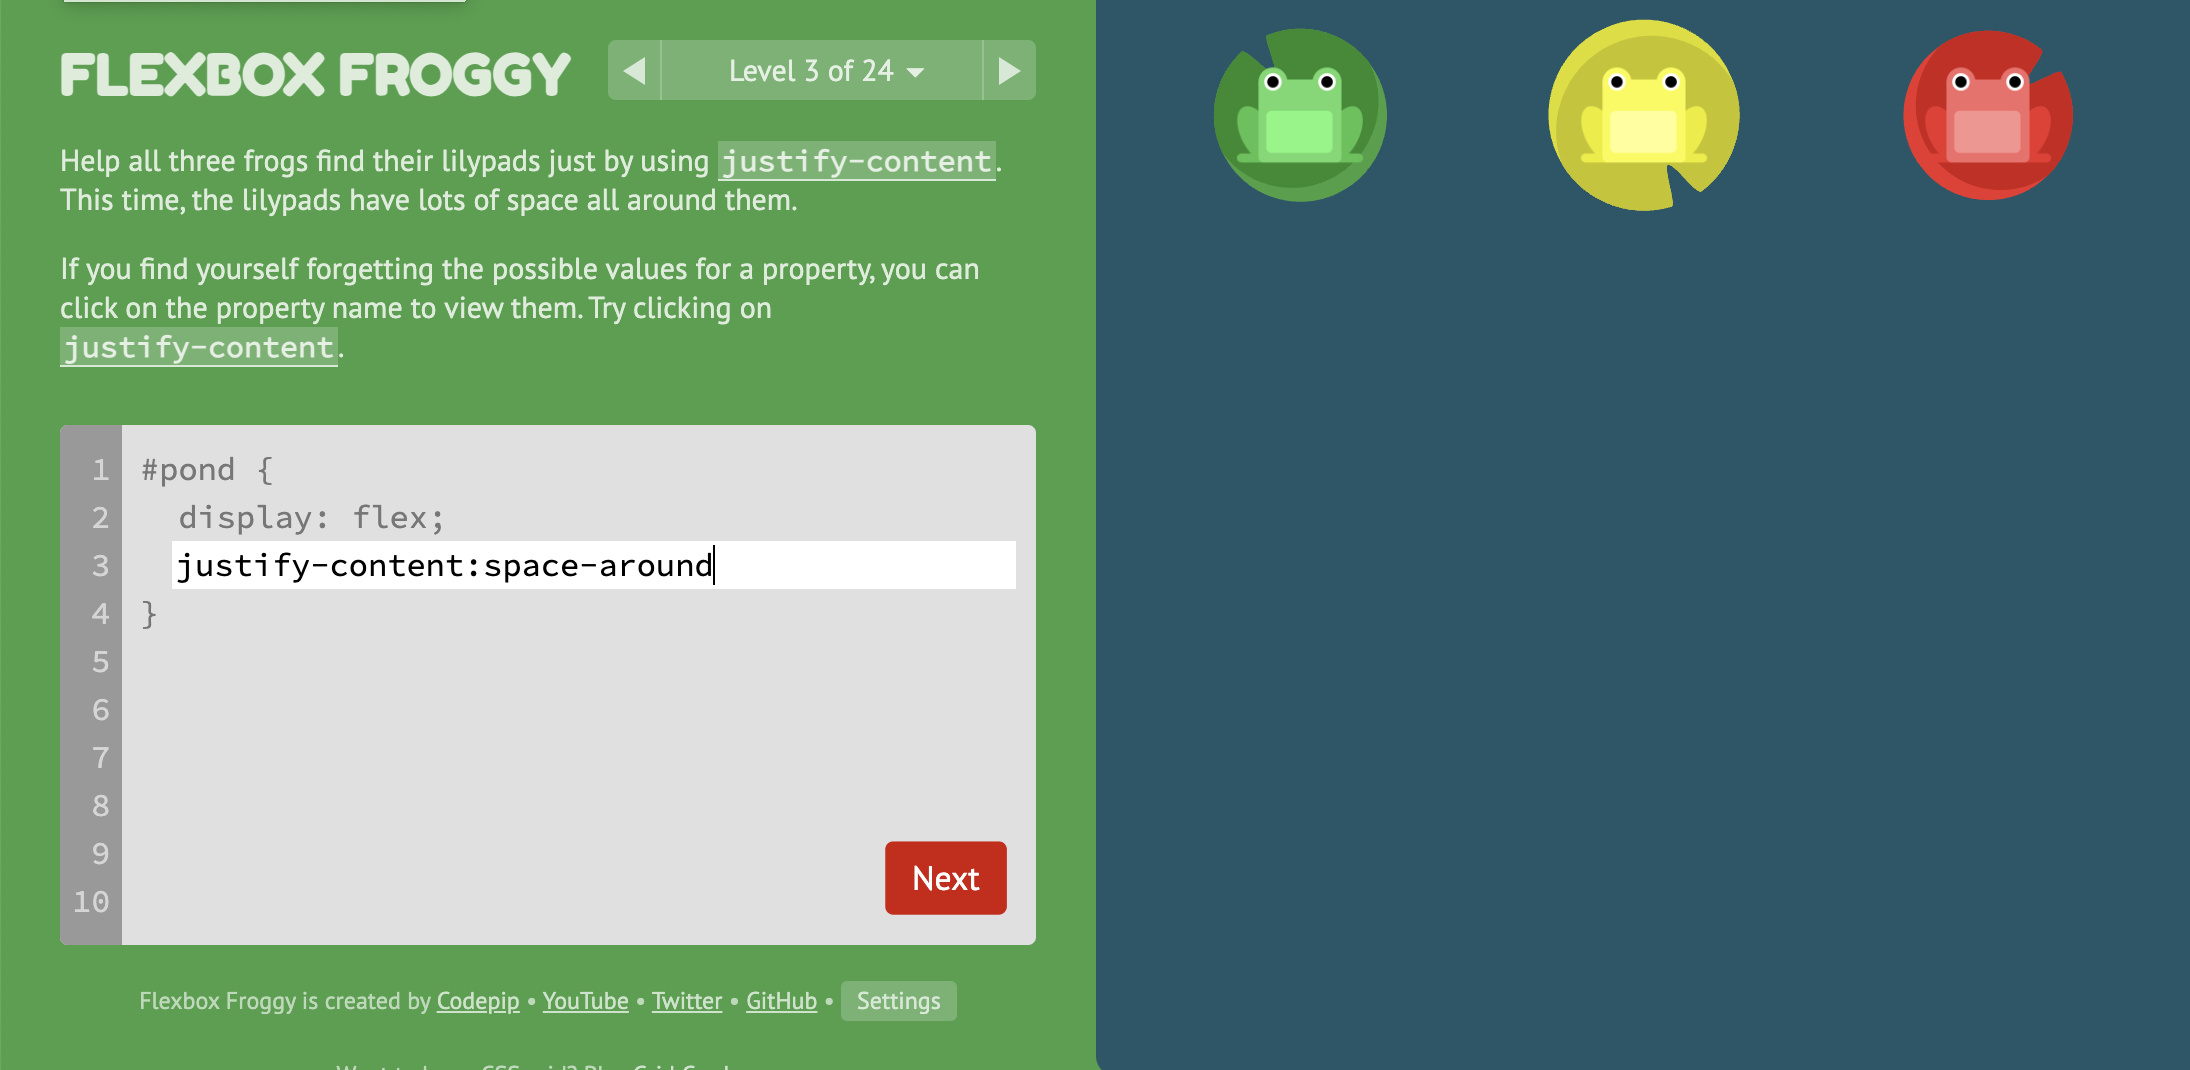 FLEXBOX FROGGY
Level 3 of 24
Help all three frogs find their lilypads just by using justify-content.
This time, the lilypads have lots of space all around them.
If you find yourself forgetting the possible values for a property, you can
click on the property name to view them. Try clicking on
justify-content.
1 #pond {
2 display: flex;
3 justify-content:space-around
4 }
5
6
7
8
9
10
Next
Flexbox Froggy is created by Codepip • YouTube • Twitter • GitHub • Settings